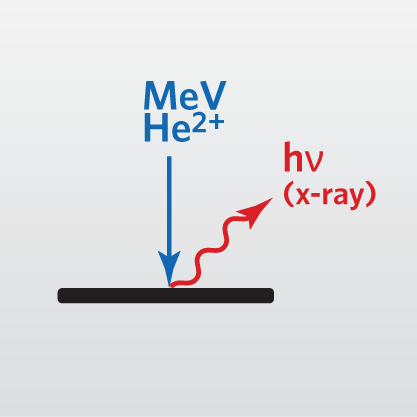 MeV
He²⁺
hν
(x-ray)